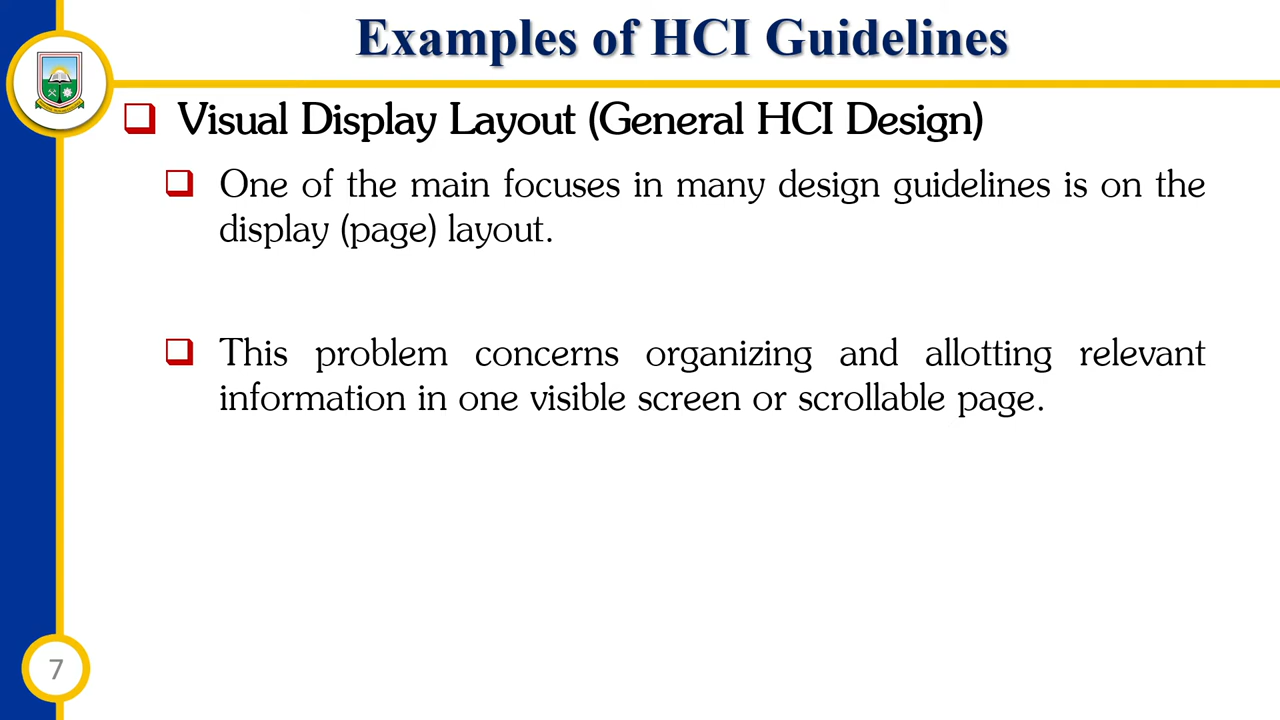 Examples of HCI Guidelines
Visual Display Layout (General HCI Design)
One of the main focuses in many design guidelines is on the
display (page) layout.
This problem concerns organizing and allotting relevant
information in one visible screen or scrollable page.
7